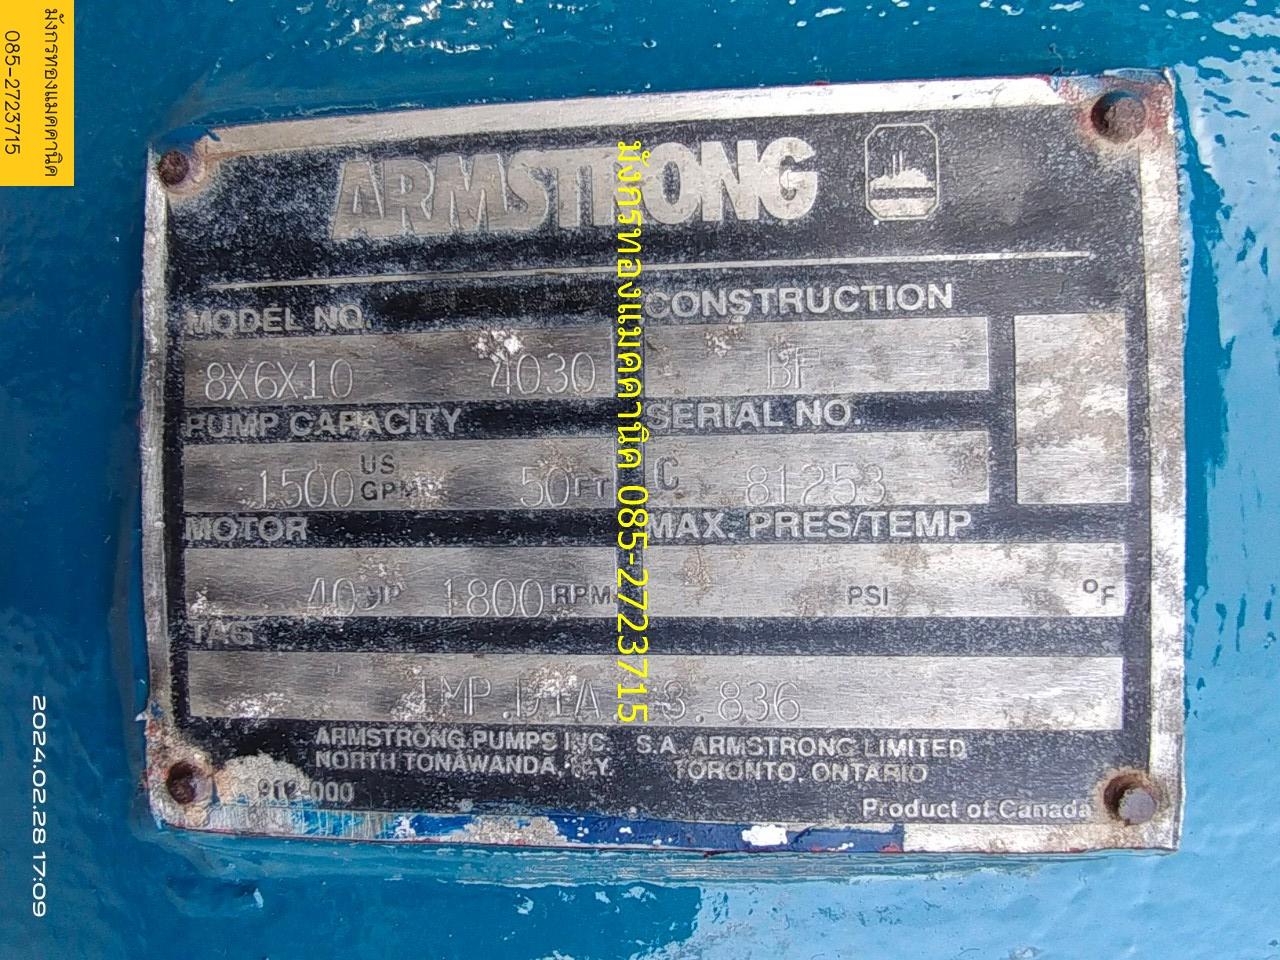 มังกรทองแมคคานิค
085-2723715
ARMSTRONG
MODEL NO. CONSTRUCTION
8X6X10 4030 BF
PUMP CAPACITY SERIAL NO.
1500 US GPM 50 FT C 81253
MOTOR MAX. PRES/TEMP
40 HP 1800 RPM PSI °F
TAG
IMP.DIA 8.836
ARMSTRONG PUMPS INC. S.A. ARMSTRONG LIMITED
NORTH TONAWANDA, N.Y. TORONTO, ONTARIO
912-000
Product of Canada
มังกรทองแมคคานิค 085-2723715
2024.02.28 17:09